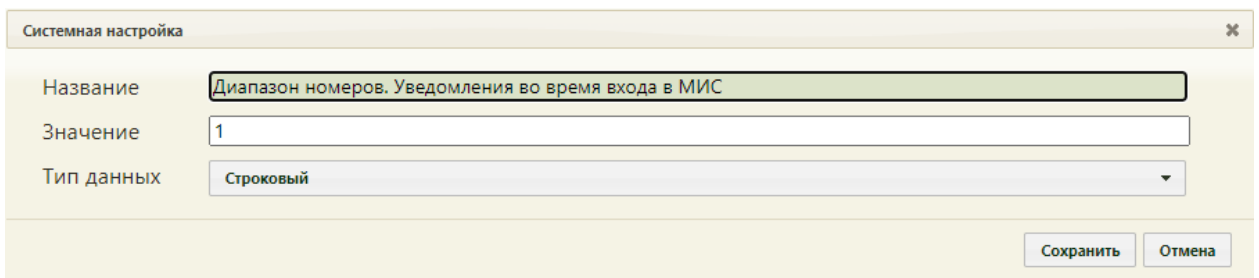 Системная настройка
Название Диапазон номеров. Уведомления во время входа в МИС
Значение 1
Тип данных Строковый
Сохранить Отмена